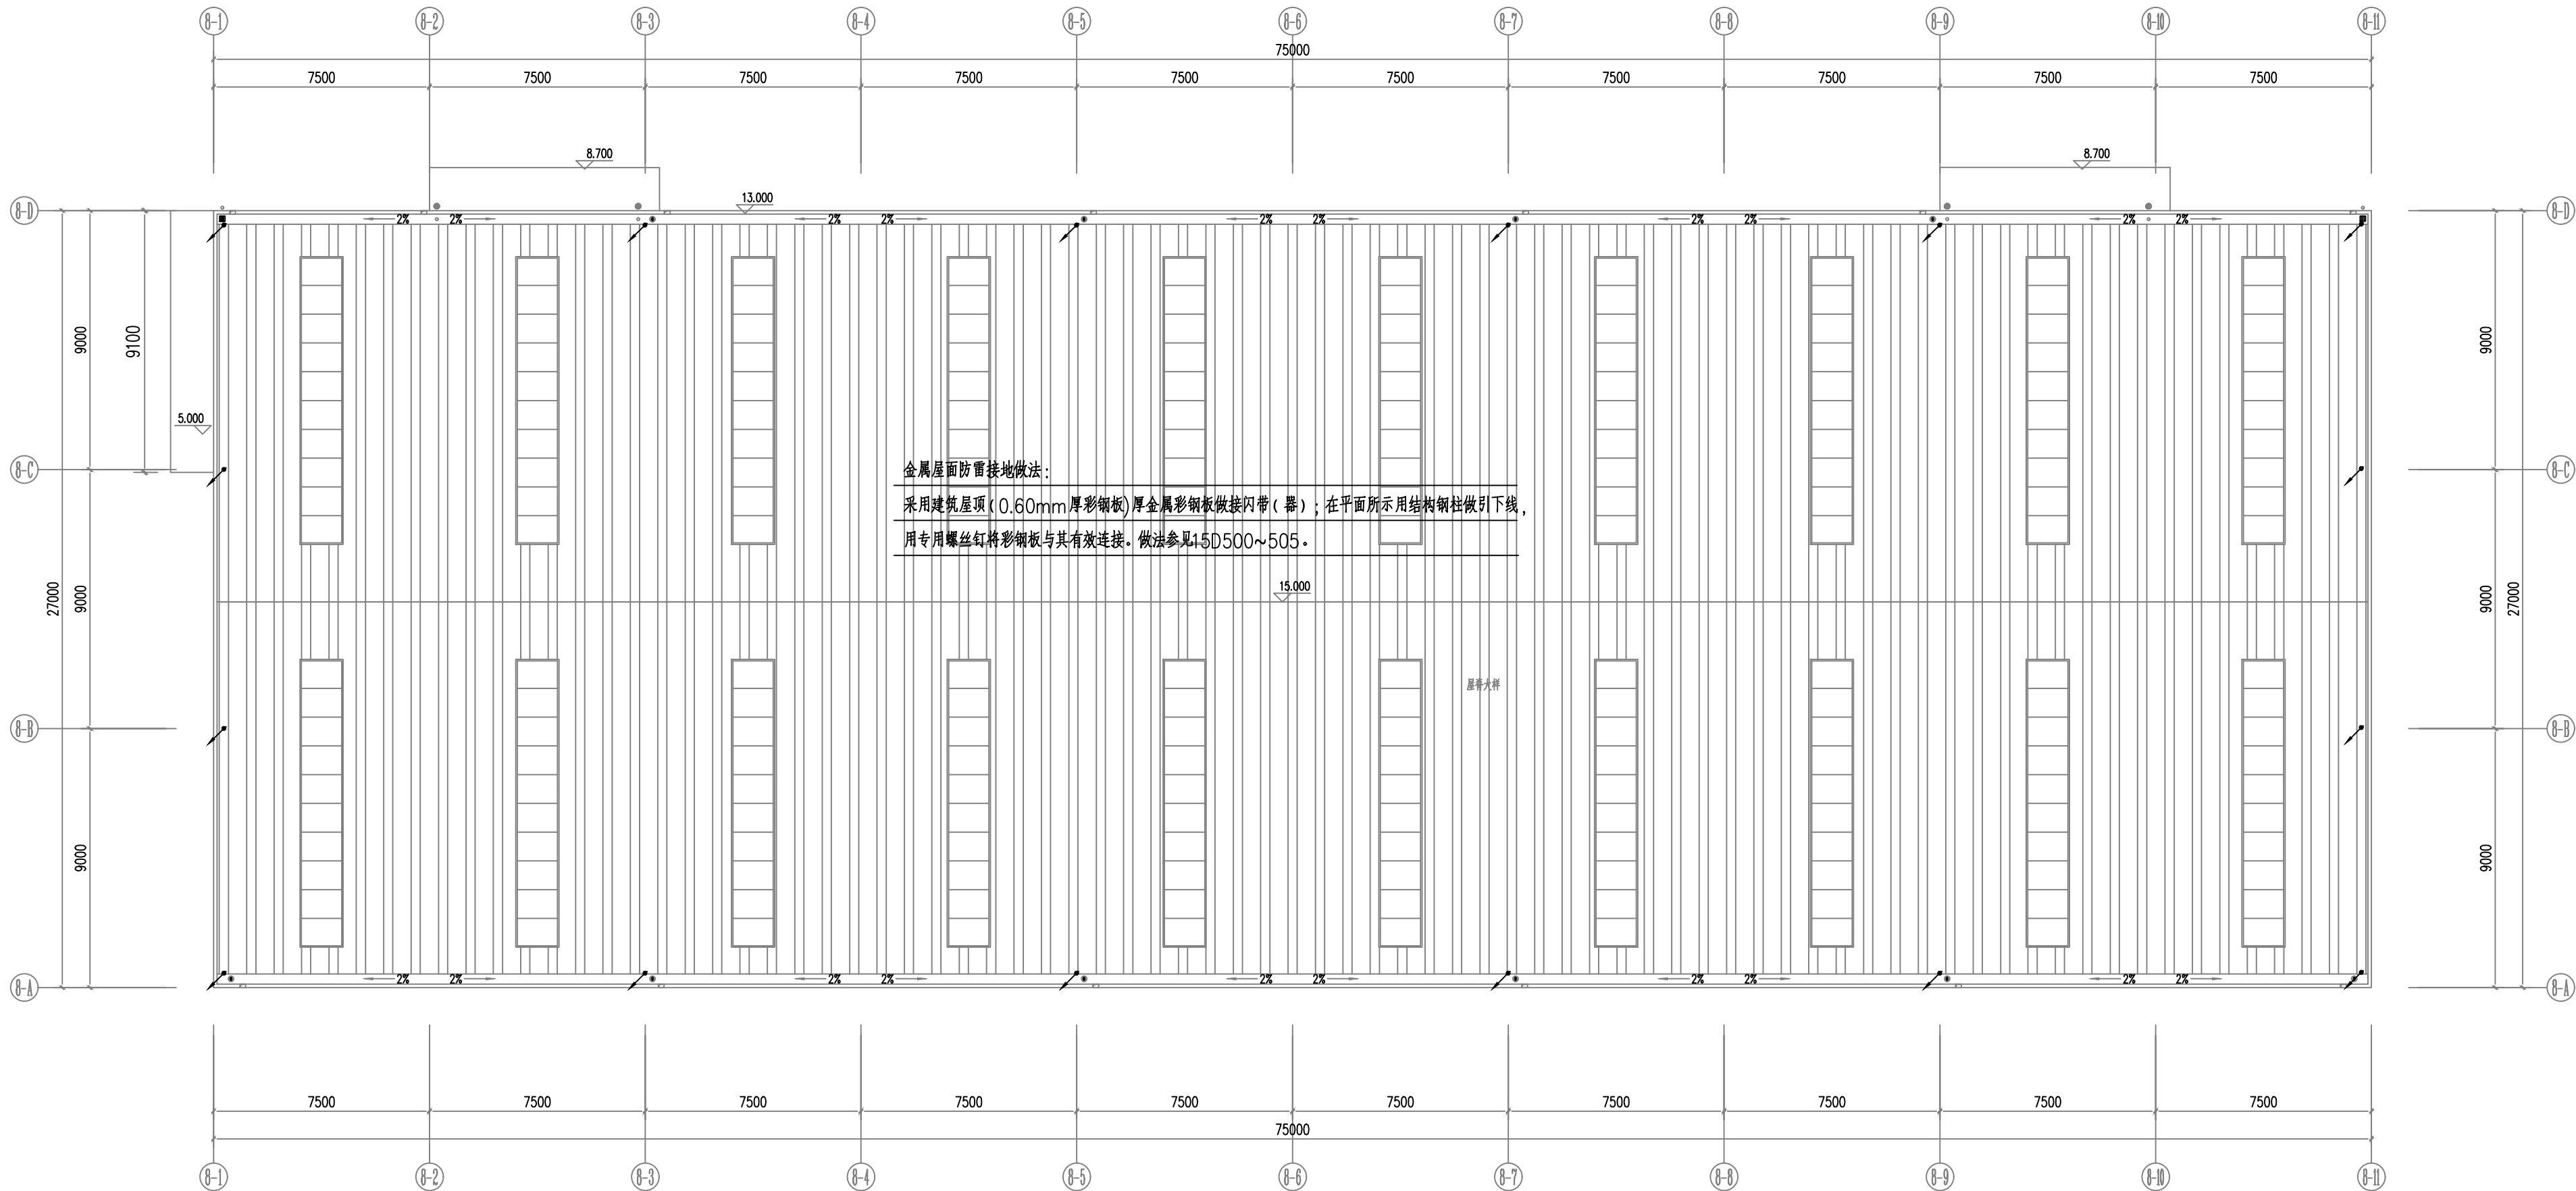 8-1 8-2 8-3 8-4 8-5 8-6 8-7 8-8 8-9 8-10 8-11
75000
7500 7500 7500 7500 7500 7500 7500 7500 7500 7500
8.700 8.700
13.000
8-D 8-D
2% 2% 2% 2% 2% 2% 2% 2% 2% 2%
9000 9100 9000
5.000
8-C 8-C
金属屋面防雷接地做法：
采用建筑屋顶(0.60mm厚彩钢板)厚金属彩钢板做接闪带(器)；在平面所示用结构钢柱做引下线，
用专用螺丝钉将彩钢板与其有效连接。做法参见15D500~505。
15.000
27000 9000 9000 27000
屋脊大样
8-B 8-B
9000 9000
2% 2% 2% 2% 2% 2% 2% 2% 2% 2%
8-A 8-A
7500 7500 7500 7500 7500 7500 7500 7500 7500 7500
75000
8-1 8-2 8-3 8-4 8-5 8-6 8-7 8-8 8-9 8-10 8-11